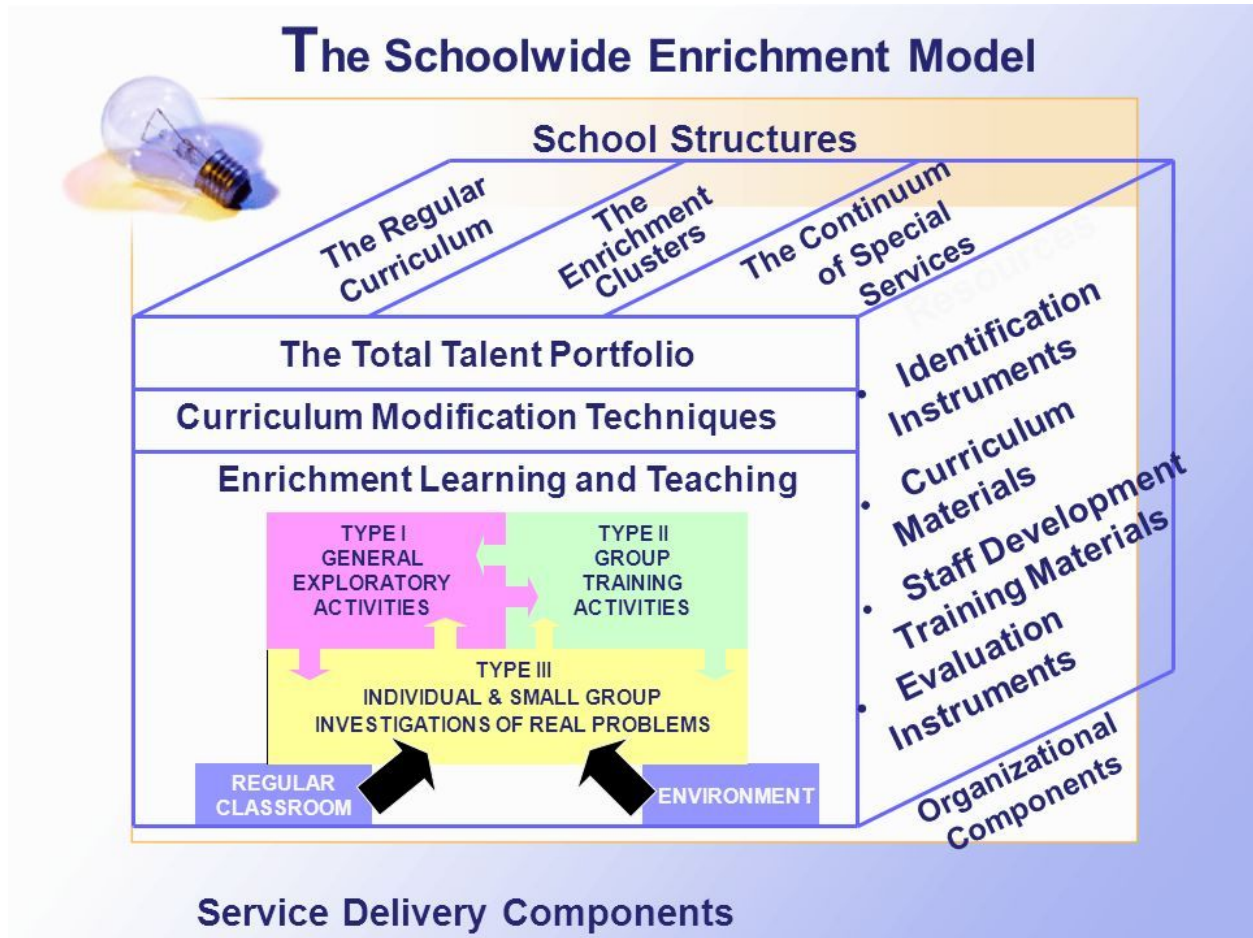 The Schoolwide Enrichment Model
School Structures
The Regular
Curriculum
The
Enrichment
Clusters
The Continuum
of Special
Services
Resources
The Total Talent Portfolio
Curriculum Modification Techniques
Enrichment Learning and Teaching
TYPE I
GENERAL
EXPLORATORY
ACTIVITIES
TYPE II
GROUP
TRAINING
ACTIVITIES
TYPE III
INDIVIDUAL & SMALL GROUP
INVESTIGATIONS OF REAL PROBLEMS
REGULAR
CLASSROOM
ENVIRONMENT
• Identification
Instruments
• Curriculum
Materials
• Staff Development
Training Materials
• Evaluation
Instruments
Organizational
Components
Service Delivery Components